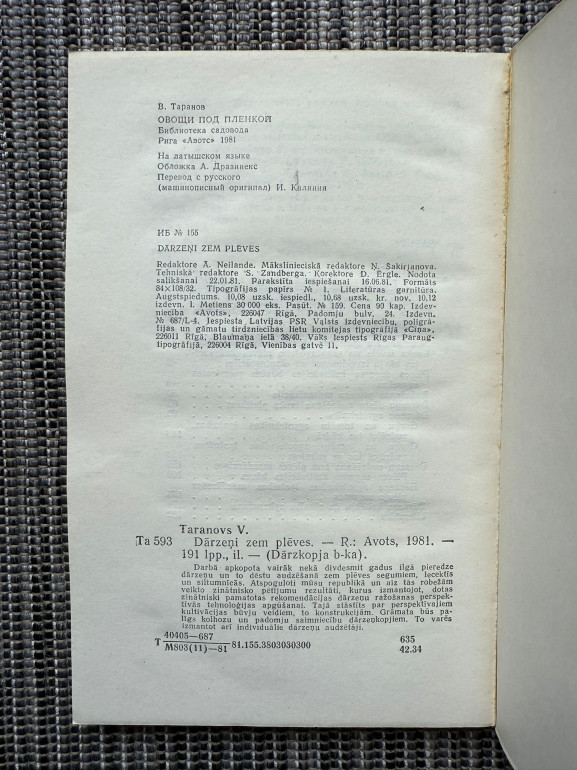 В. Таранов
ОВОЩИ ПОД ПЛЕНКОЙ
Библиотека садовода
Рига «Авотс» 1981
На латышском языке
Обложка А. Дразинекс
Перевод с русского
(машинописный оригинал) И. Калниня
ИБ № 155
DĀRZEŅI ZEM PLĒVES
Redaktore Ā. Neilande. Mākslinieciskā redaktore Ņ. Šakirjanova.
Tehniskā redaktore S. Zandberga. Korektore Dz. Ērgle. Nodota
salikšanai 22.01.81. Parakstīta iespiešanai 16.06.81. Formāts
84×108/32. Tipogrāfijas papīrs № 1. Literatūras garnitūra.
Augstspiedums. 10,08 uzsk. iespiedl., 10,68 uzsk. kr. nov. 10,12
izdevn. l. Metiens 30 000 eks. Pasūt. № 159. Cena 90 kap. Izdev-
niecība «Avots», 226047 Rīgā, Padomju bulv. 24. Izdevn.
№ 687/L-4. Iespiesta Latvijas PSR Valsts izdevniecību, poligrā-
fijas un grāmatu tirdzniecības lietu komitejas tipogrāfijā «Cīņa»,
226011 Rīgā, Blaumaņa ielā 38/40. Vāks iespiests Rīgas Paraug-
tipogrāfijā, 226004 Rīgā, Vienības gatvē 11.
Taranovs V.
Ta 593 Dārzeņi zem plēves. — R.: Avots, 1981. —
191 lpp., il. — (Dārzkopja b-ka).
Darbā apkopota vairāk nekā divdesmit gadus ilgā pieredze
dārzeņu un to dēstu audzēšanā zem plēves segumiem, lecektīs
un siltumnīcās. Atspoguļoti mūsu republikā un aiz tās robežām
veikto zinātnisko pētījumu rezultāti, kurus izmantojot, dotas
zinātniski pamatotas rekomendācijas dārzeņu ražošanas perspek-
tīvās tehnoloģijas apgūšanai. Tajā stāstīts par perspektīvajiem
kultivācijas būvju veidiem, to konstrukcijām. Grāmata būs pa-
līgs kolhozu un padomju saimniecību dārzeņkopjiem. To varēs
izmantot arī individuālie dārzeņu audzētāji.
T 40405—687
M803(11)—81 81.155.3803030300 635
42.34